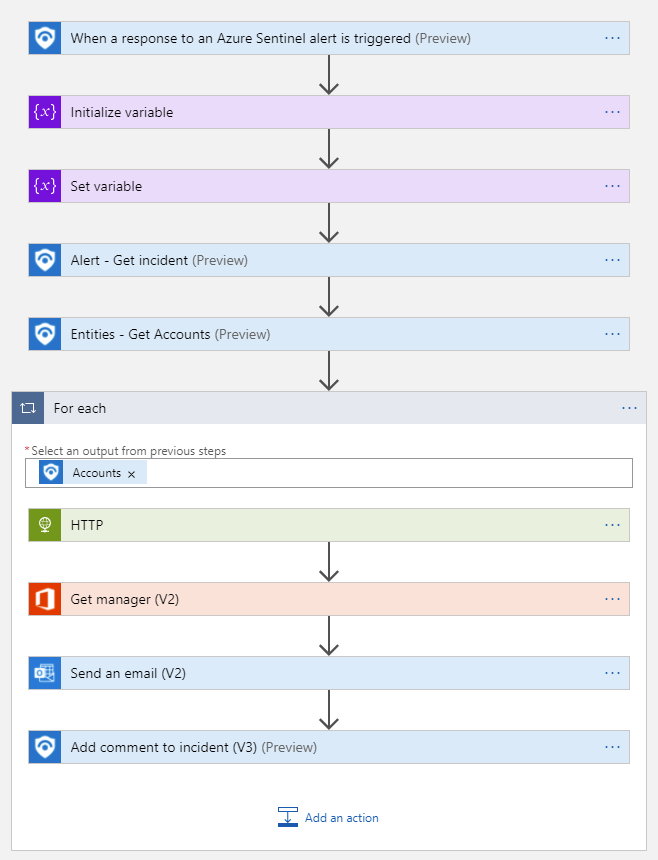 When a response to an Azure Sentinel alert is triggered (Preview) ...
{x} Initialize variable ...
{x} Set variable ...
Alert - Get incident (Preview) ...
Entities - Get Accounts (Preview) ...
For each ...
*Select an output from previous steps
Accounts ×
HTTP ...
Get manager (V2) ...
Send an email (V2) ...
Add comment to incident (V3) (Preview) ...
Add an action